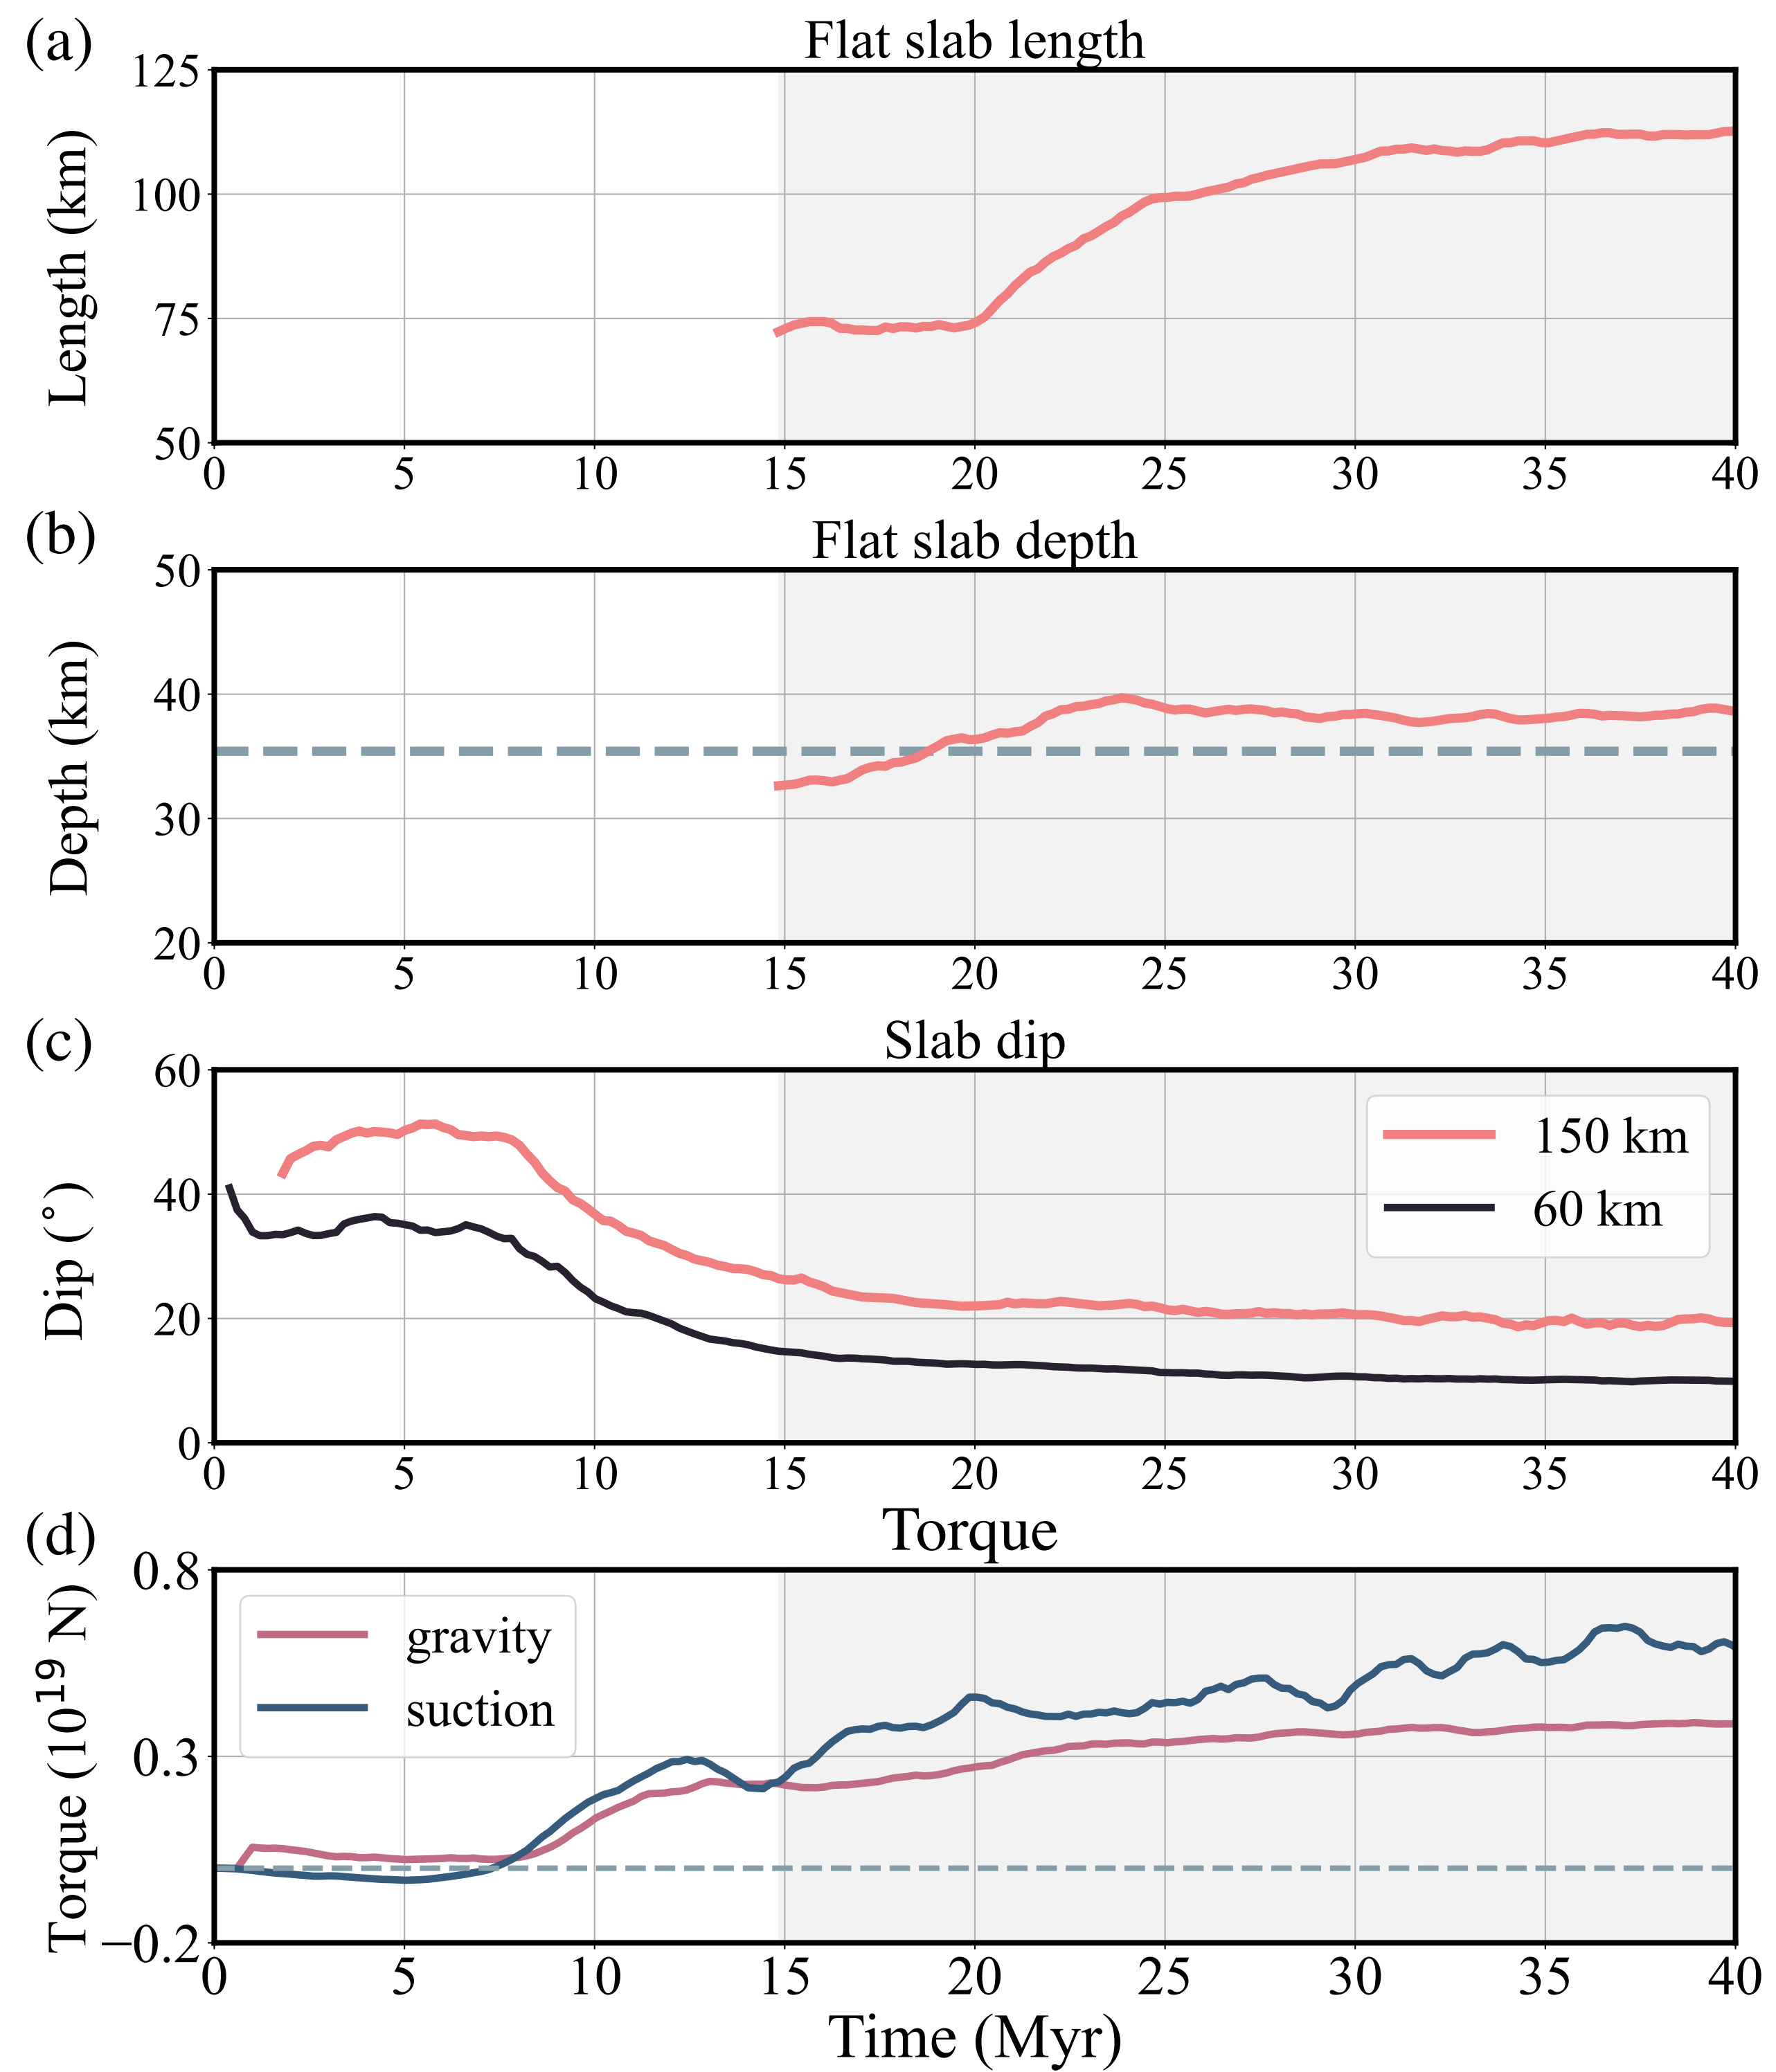 (a)
Flat slab length
125
100
75
50
Length (km)
0 5 10 15 20 25 30 35 40
(b)
Flat slab depth
50
40
30
20
Depth (km)
0 5 10 15 20 25 30 35 40
(c)
Slab dip
60
40
20
0
Dip (°)
150 km
60 km
0 5 10 15 20 25 30 35 40
(d)
Torque
0.8
0.3
−0.2
Torque (10¹⁹ N)
gravity
suction
0 5 10 15 20 25 30 35 40
Time (Myr)